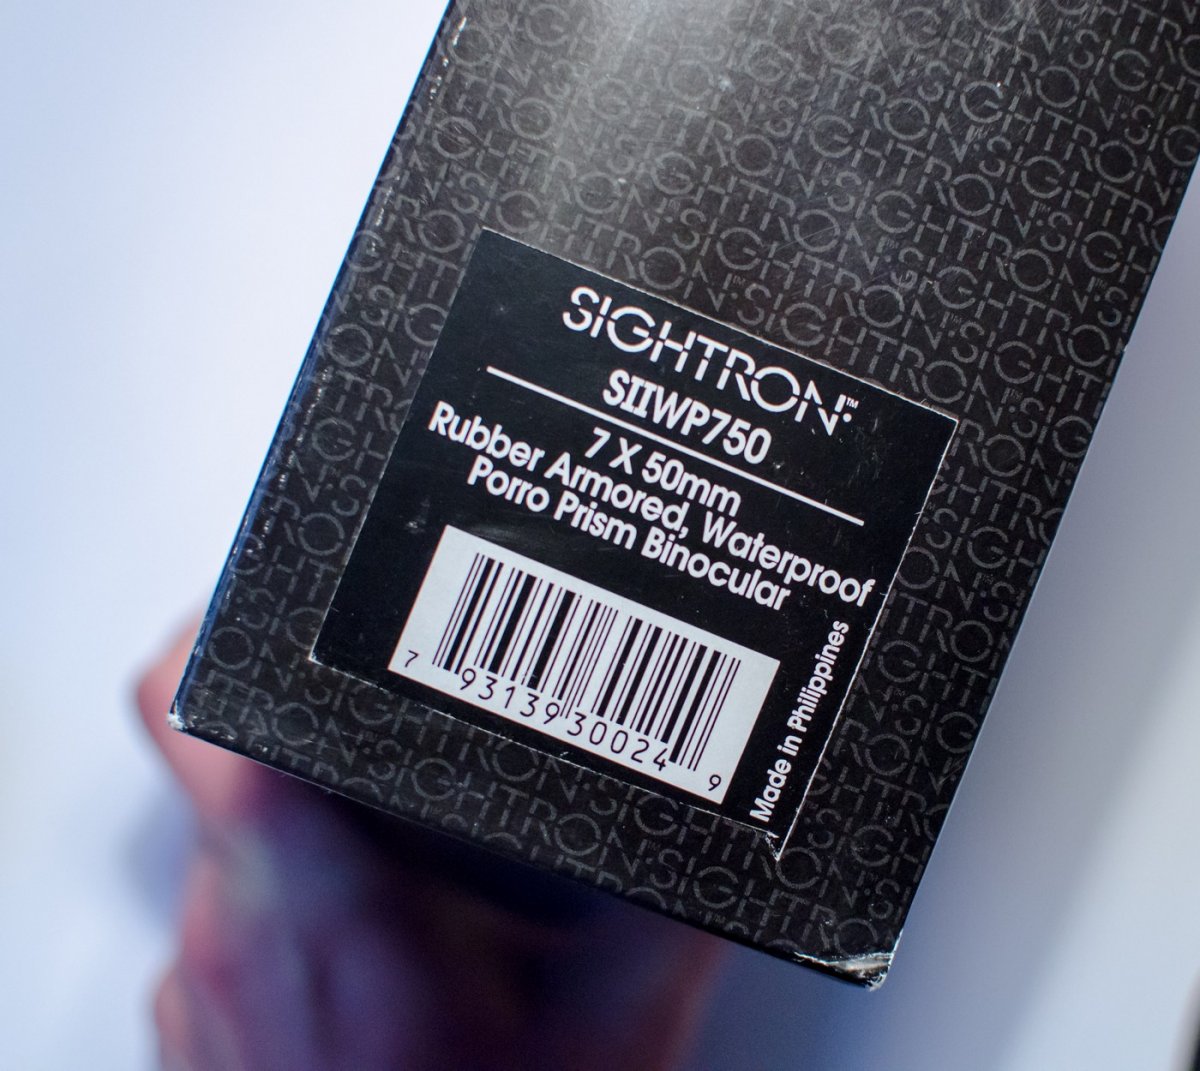 SIGHTRON™
SIIWP750
7 X 50mm
Rubber Armored, Waterproof
Porro Prism Binocular
7 93139 30024 9
Made in Philippines